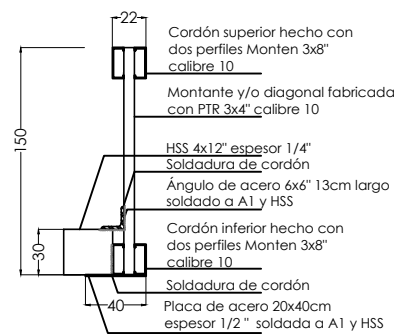 22
Cordón superior hecho con
dos perfiles Monten 3x8"
calibre 10
Montante y/o diagonal fabricada
con PTR 3x4" calibre 10
150
HSS 4x12" espesor 1/4"
Soldadura de cordón
Ángulo de acero 6x6" 13cm largo
soldado a A1 y HSS
30
Cordón inferior hecho con
dos perfiles Monten 3x8"
calibre 10
40
Soldadura de cordón
Placa de acero 20x40cm
espesor 1/2 " soldada a A1 y HSS